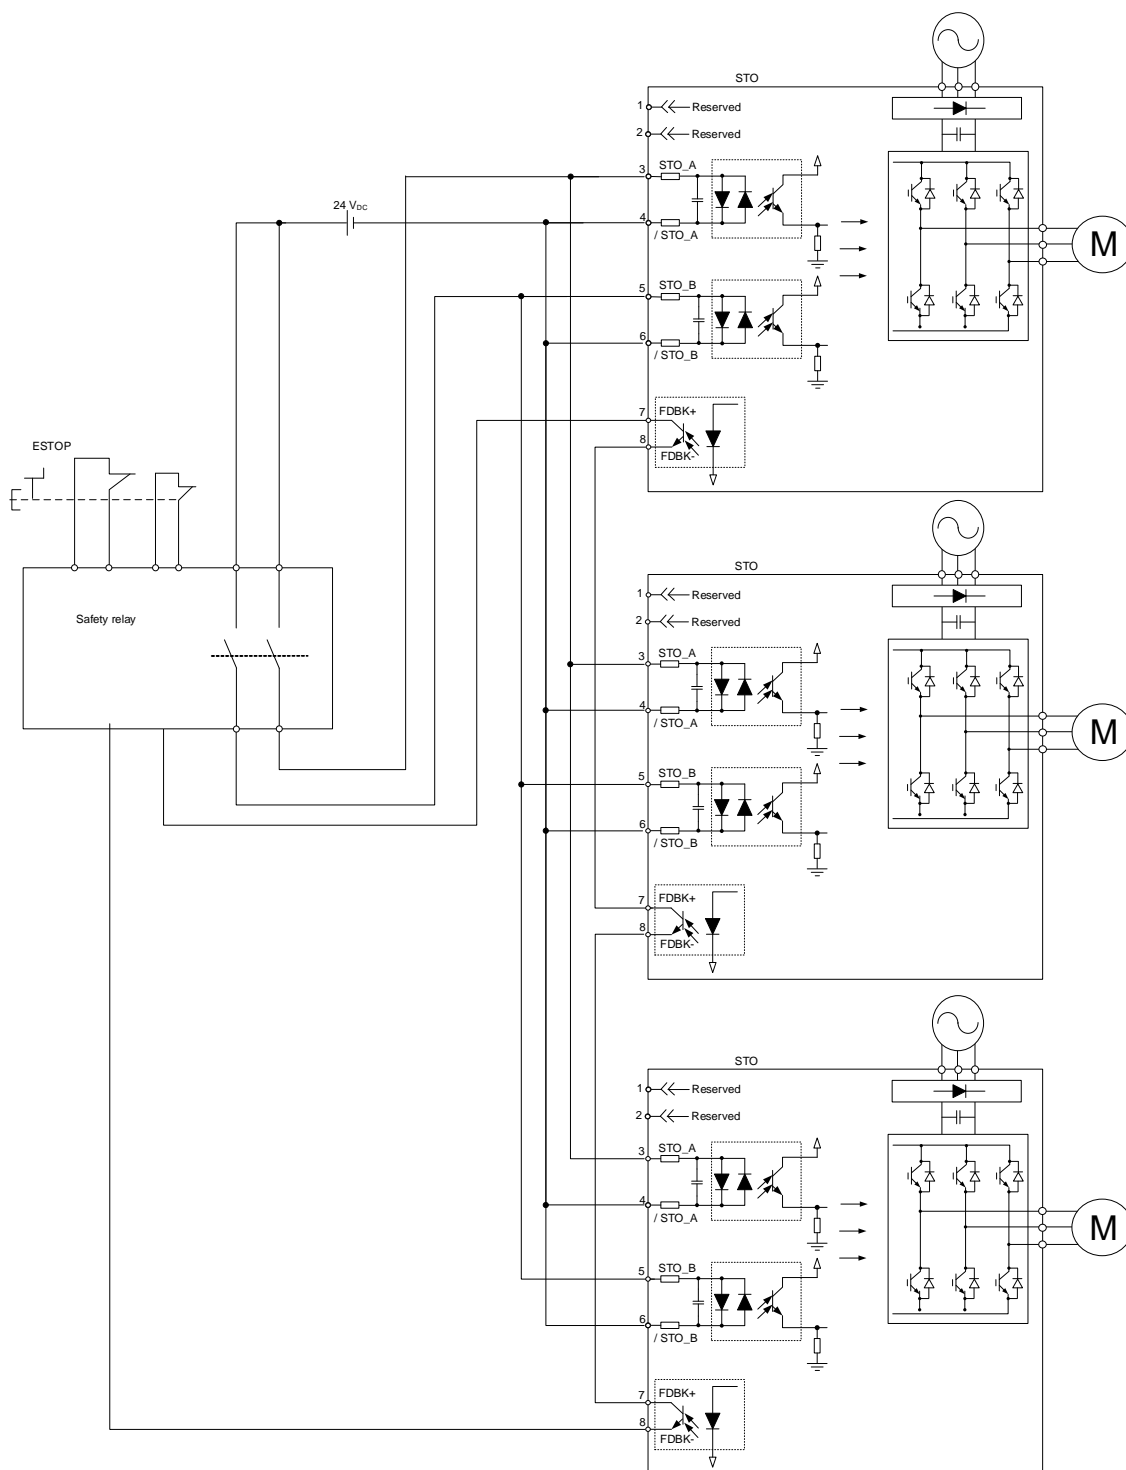 STO
1 Reserved
2 Reserved
3 STO_A
4
/ STO_A
5 STO_B
6
/ STO_B
7 FDBK+
8
FDBK-
M
24 VDC
ESTOP
Safety relay
STO
1 Reserved
2 Reserved
3 STO_A
4
/ STO_A
5 STO_B
6
/ STO_B
7 FDBK+
8
FDBK-
M
STO
1 Reserved
2 Reserved
3 STO_A
4
/ STO_A
5 STO_B
6
/ STO_B
7 FDBK+
8
FDBK-
M